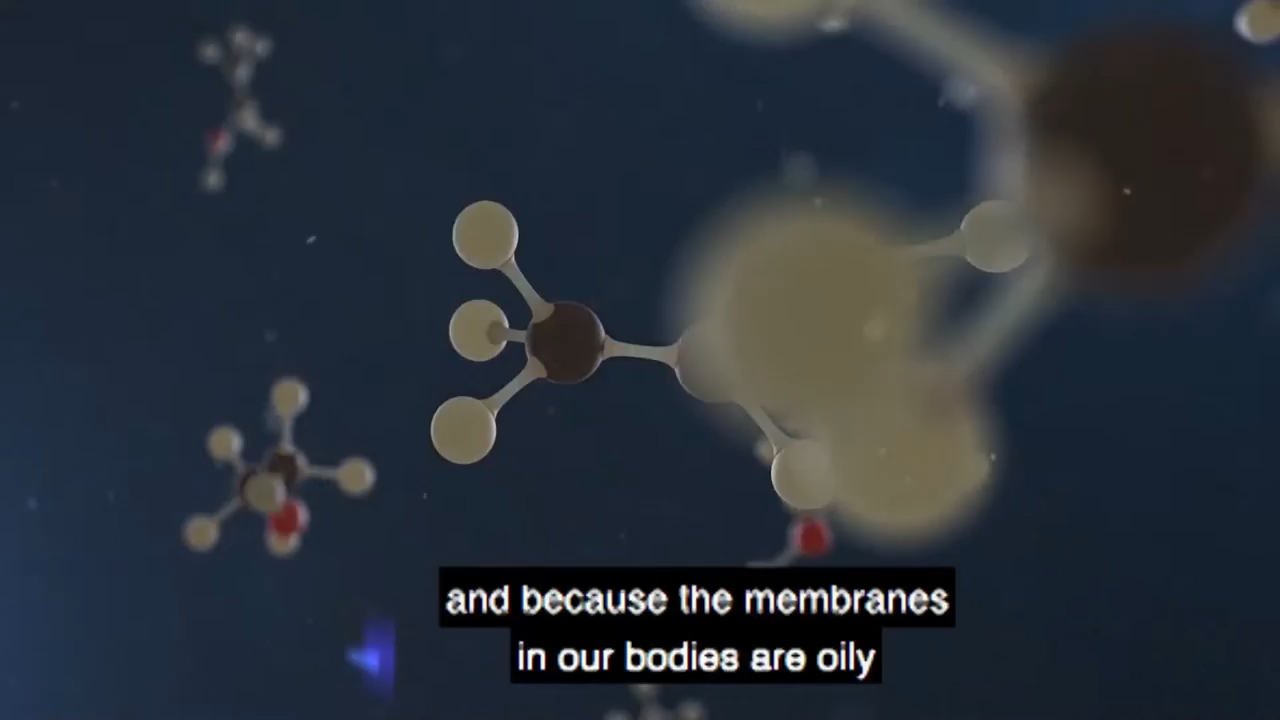 and because the membranes
in our bodies are oily